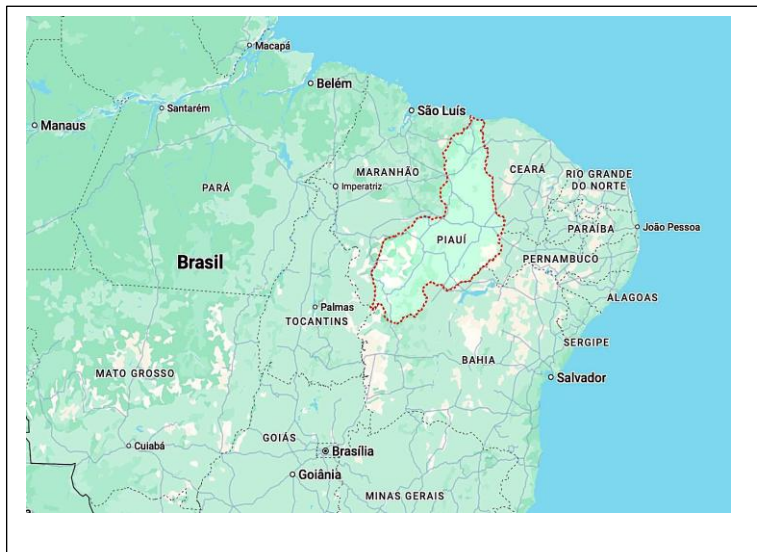 Macapá
Belém
Santarém
São Luís
Manaus
MARANHÃO
CEARÁ
RIO GRANDE
DO NORTE
Imperatriz
PARÁ
PARAÍBA
João Pessoa
PIAUÍ
Brasil
PERNAMBUCO
ALAGOAS
Palmas
TOCANTINS
SERGIPE
BAHIA
MATO GROSSO
Salvador
GOIÁS
Cuiabá
Brasília
Goiânia
MINAS GERAIS